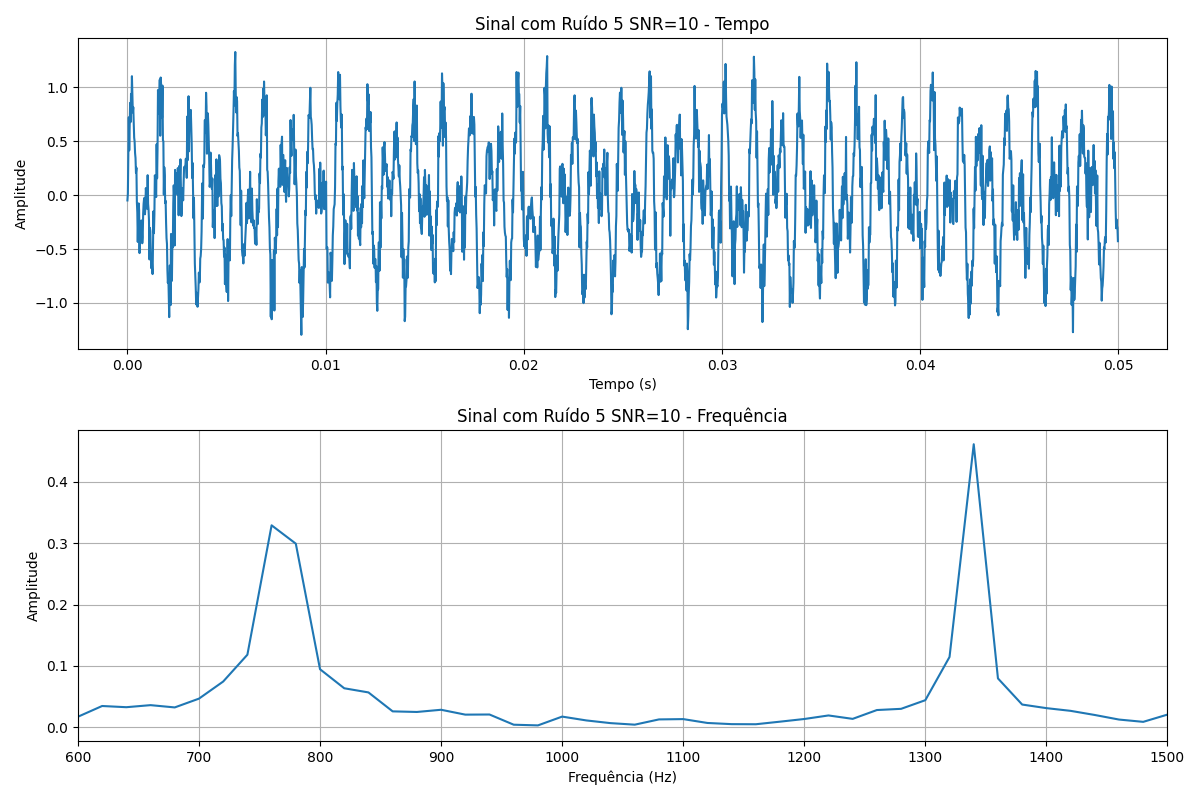 Sinal com Ruído 5 SNR=10 - Tempo
1.0
0.5
0.0
−0.5
−1.0
Amplitude
0.00 0.01 0.02 0.03 0.04 0.05
Tempo (s)
Sinal com Ruído 5 SNR=10 - Frequência
0.4
0.3
0.2
0.1
0.0
Amplitude
600 700 800 900 1000 1100 1200 1300 1400 1500
Frequência (Hz)